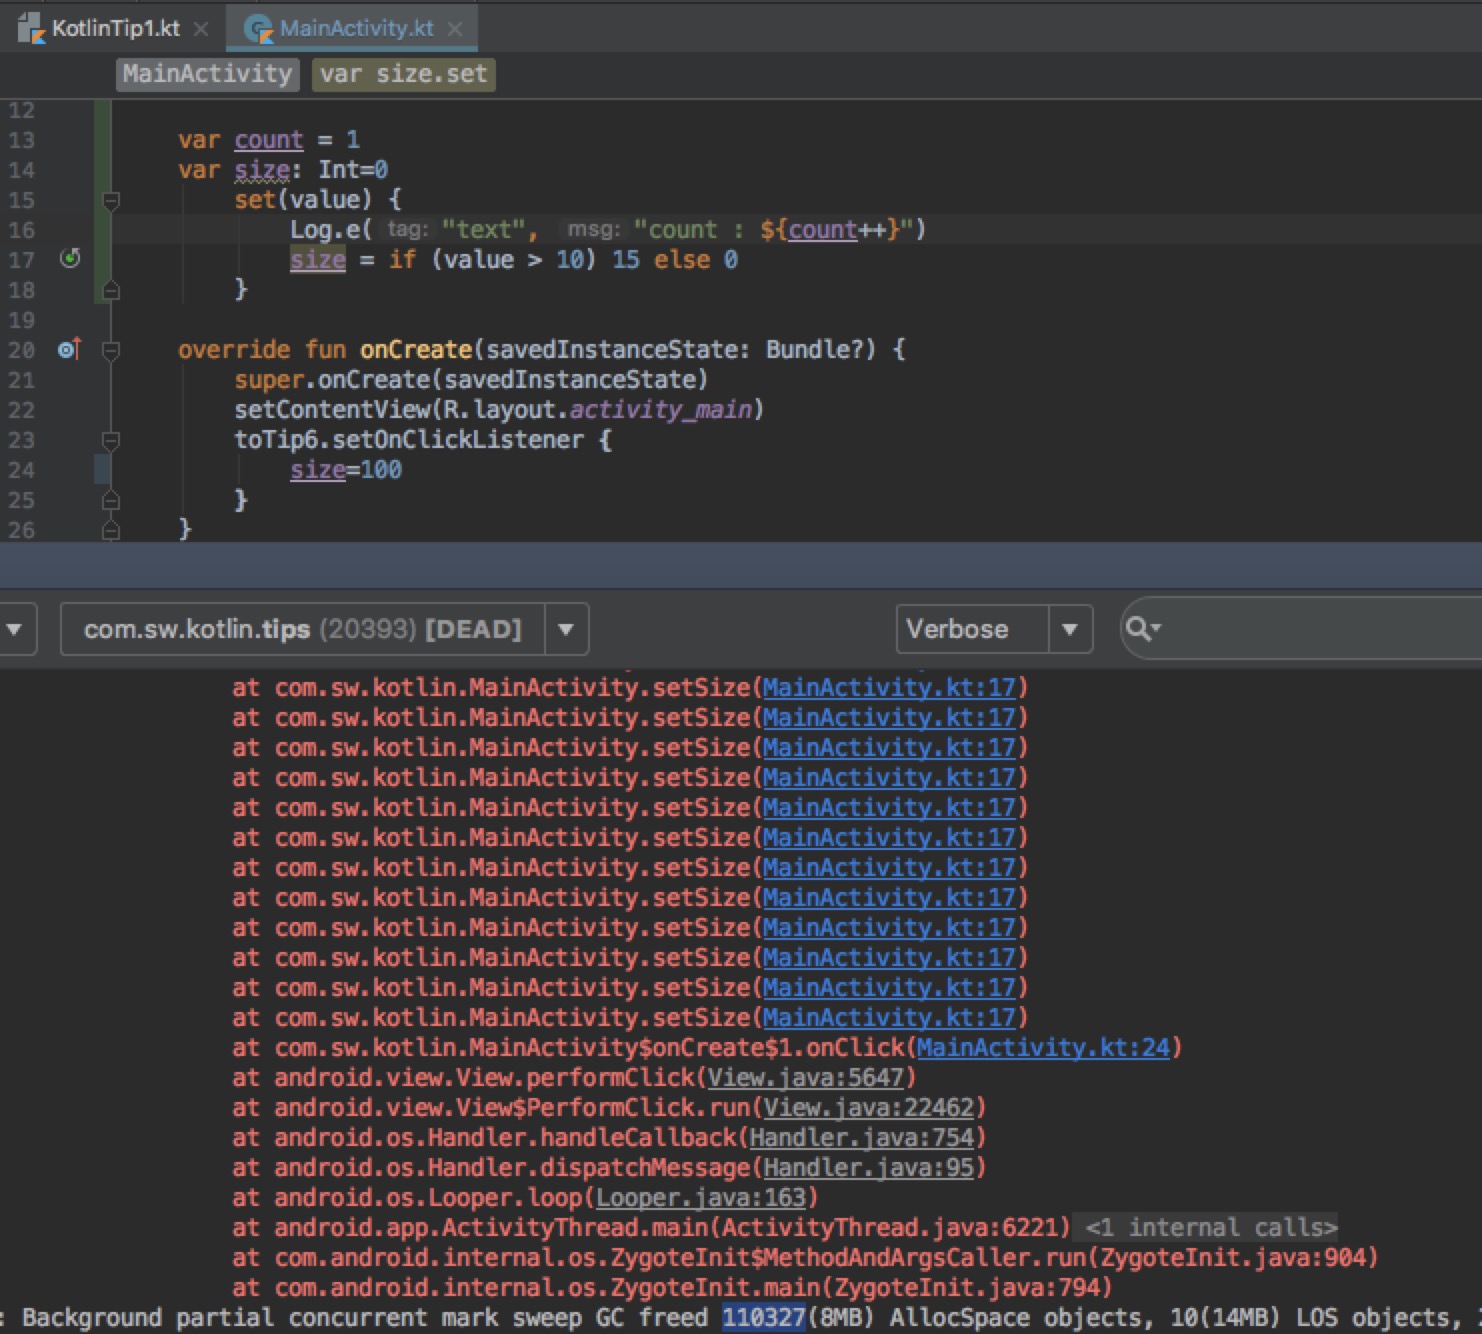 KotlinTip1.kt MainActivity.kt
MainActivity var size.set
12
13 var count = 1
14 var size: Int=0
15 set(value) {
16 Log.e( tag: "text", msg: "count : ${count++}")
17 size = if (value > 10) 15 else 0
18 }
19
20 override fun onCreate(savedInstanceState: Bundle?) {
21 super.onCreate(savedInstanceState)
22 setContentView(R.layout.activity_main)
23 toTip6.setOnClickListener {
24 size=100
25 }
26 }
com.sw.kotlin.tips (20393) [DEAD] Verbose
at com.sw.kotlin.MainActivity.setSize(MainActivity.kt:17)
at com.sw.kotlin.MainActivity.setSize(MainActivity.kt:17)
at com.sw.kotlin.MainActivity.setSize(MainActivity.kt:17)
at com.sw.kotlin.MainActivity.setSize(MainActivity.kt:17)
at com.sw.kotlin.MainActivity.setSize(MainActivity.kt:17)
at com.sw.kotlin.MainActivity.setSize(MainActivity.kt:17)
at com.sw.kotlin.MainActivity.setSize(MainActivity.kt:17)
at com.sw.kotlin.MainActivity.setSize(MainActivity.kt:17)
at com.sw.kotlin.MainActivity.setSize(MainActivity.kt:17)
at com.sw.kotlin.MainActivity.setSize(MainActivity.kt:17)
at com.sw.kotlin.MainActivity.setSize(MainActivity.kt:17)
at com.sw.kotlin.MainActivity.setSize(MainActivity.kt:17)
at com.sw.kotlin.MainActivity$onCreate$1.onClick(MainActivity.kt:24)
at android.view.View.performClick(View.java:5647)
at android.view.View$PerformClick.run(View.java:22462)
at android.os.Handler.handleCallback(Handler.java:754)
at android.os.Handler.dispatchMessage(Handler.java:95)
at android.os.Looper.loop(Looper.java:163)
at android.app.ActivityThread.main(ActivityThread.java:6221) <1 internal calls>
at com.android.internal.os.ZygoteInit$MethodAndArgsCaller.run(ZygoteInit.java:904)
at com.android.internal.os.ZygoteInit.main(ZygoteInit.java:794)
: Background partial concurrent mark sweep GC freed 110327(8MB) AllocSpace objects, 10(14MB) LOS objects,